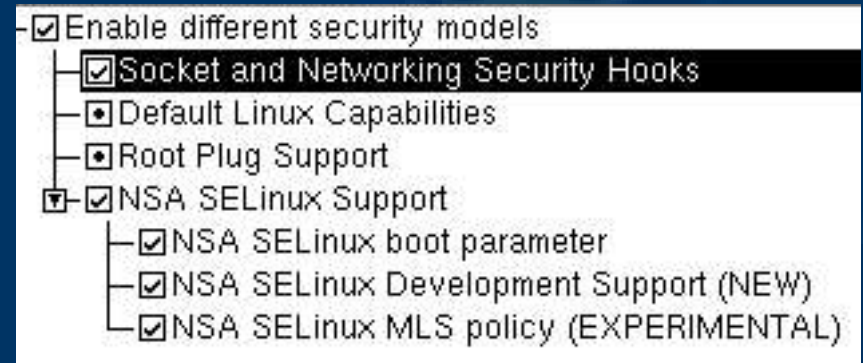 Enable different security models
Socket and Networking Security Hooks
Default Linux Capabilities
Root Plug Support
NSA SELinux Support
NSA SELinux boot parameter
NSA SELinux Development Support (NEW)
NSA SELinux MLS policy (EXPERIMENTAL)